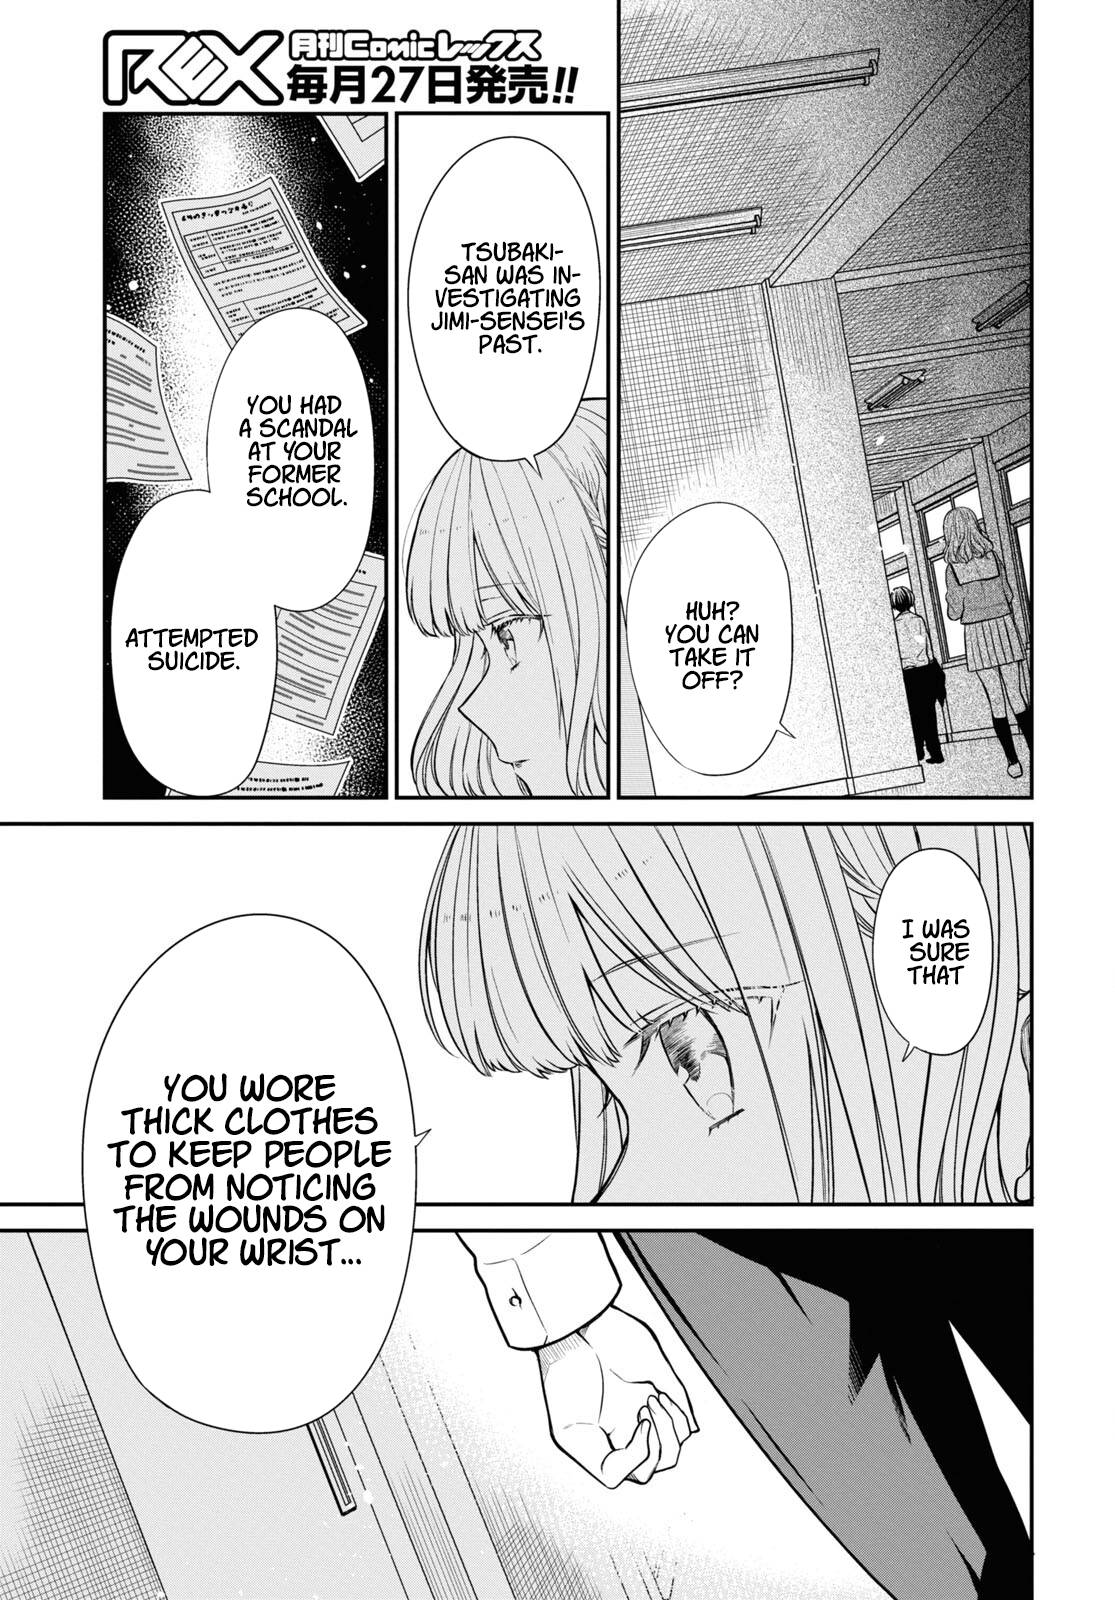 REX
月刊Comicレックス
毎月27日発売!!
HUH?
YOU CAN
TAKE IT
OFF?
TSUBAKI-
SAN WAS IN-
VESTIGATING
JIMI-SENSEI'S
PAST.
YOU HAD
A SCANDAL
AT YOUR
FORMER
SCHOOL.
ATTEMPTED
SUICIDE.
I WAS
SURE
THAT
YOU WORE
THICK CLOTHES
TO KEEP PEOPLE
FROM NOTICING
THE WOUNDS ON
YOUR WRIST...